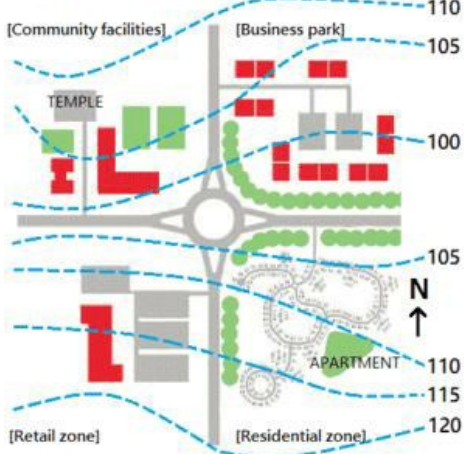 110
[Community facilities] [Business park]
105
TEMPLE
100
105
N
APARTMENT
110
115
120
[Retail zone] [Residential zone]